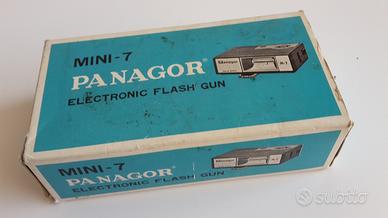 MINI-7
PANAGOR
ELECTRONIC FLASH GUN
MINI-7
PANAGOR
ELECTRONIC FLASH GUN
subito